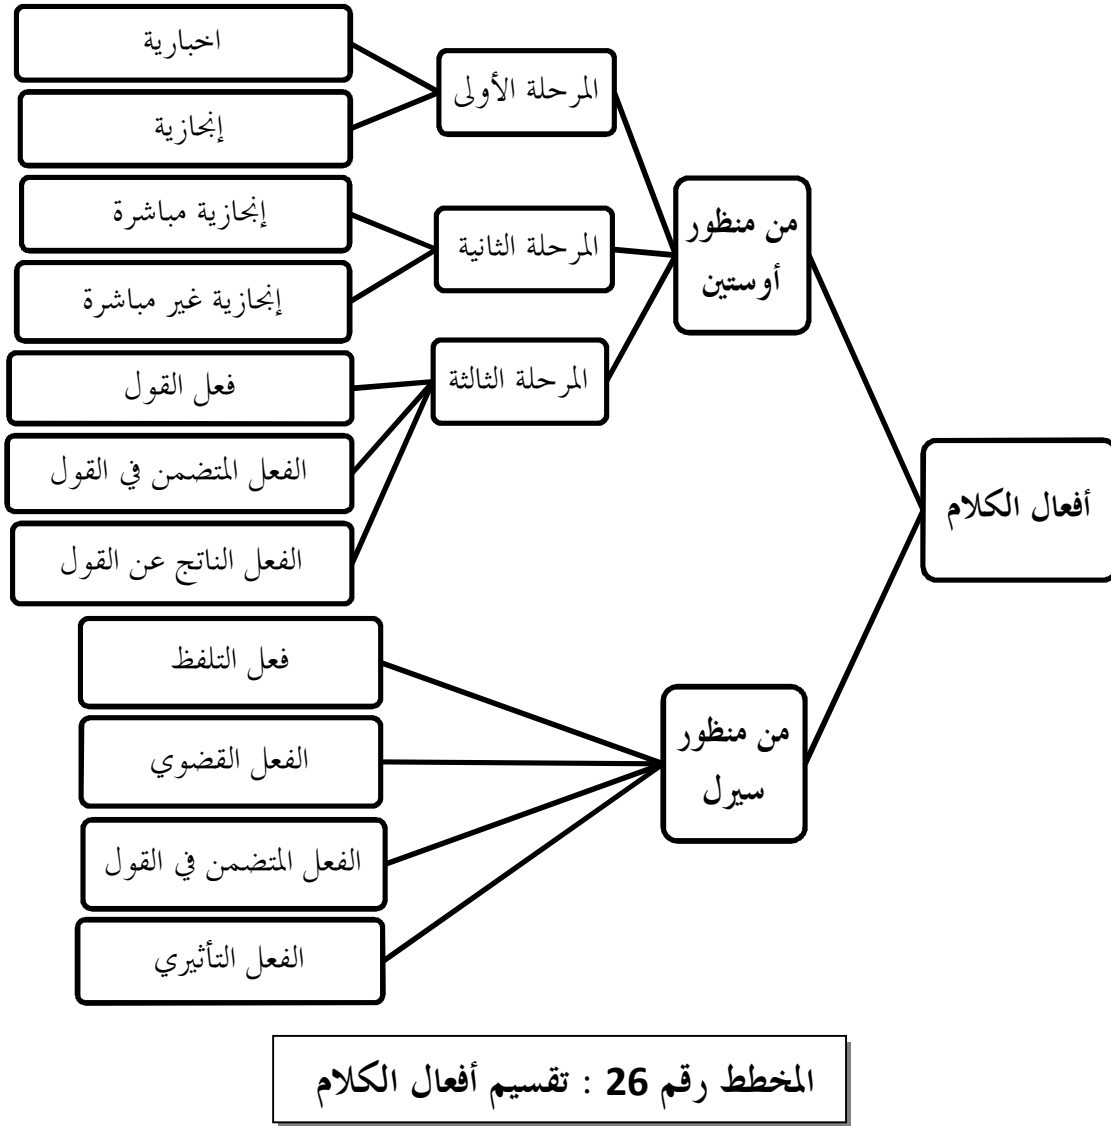 أفعال الكلام
من منظور
أوستين
المرحلة الأولى
اخبارية
إنجازية
المرحلة الثانية
إنجازية مباشرة
إنجازية غير مباشرة
المرحلة الثالثة
فعل القول
الفعل المتضمن في القول
الفعل الناتج عن القول
من منظور
سيرل
فعل التلفظ
الفعل القضوي
الفعل المتضمن في القول
الفعل التأثيري
المخطط رقم 26 : تقسيم أفعال الكلام